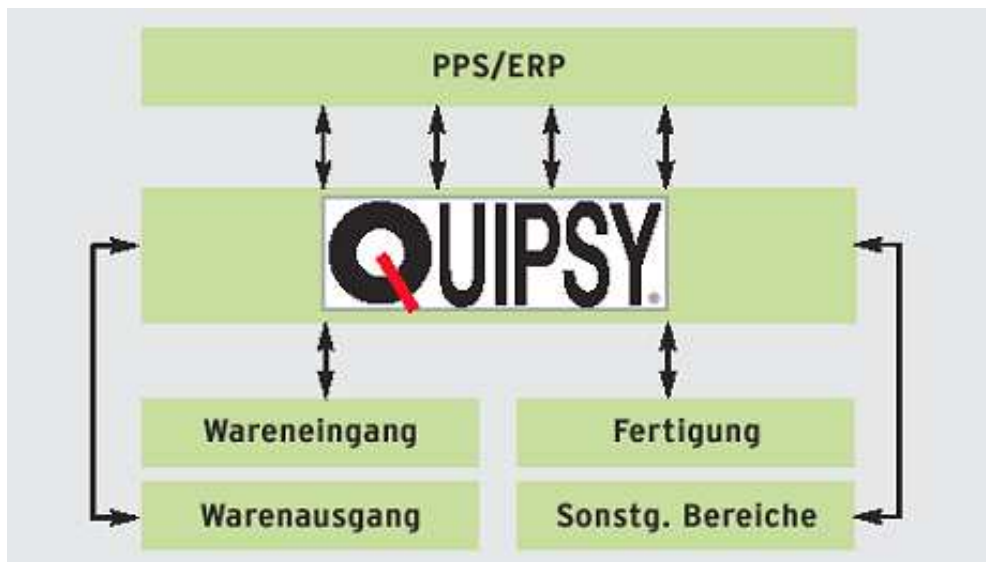 PPS/ERP
QUIPSY®
Wareneingang
Fertigung
Warenausgang
Sonstg. Bereiche